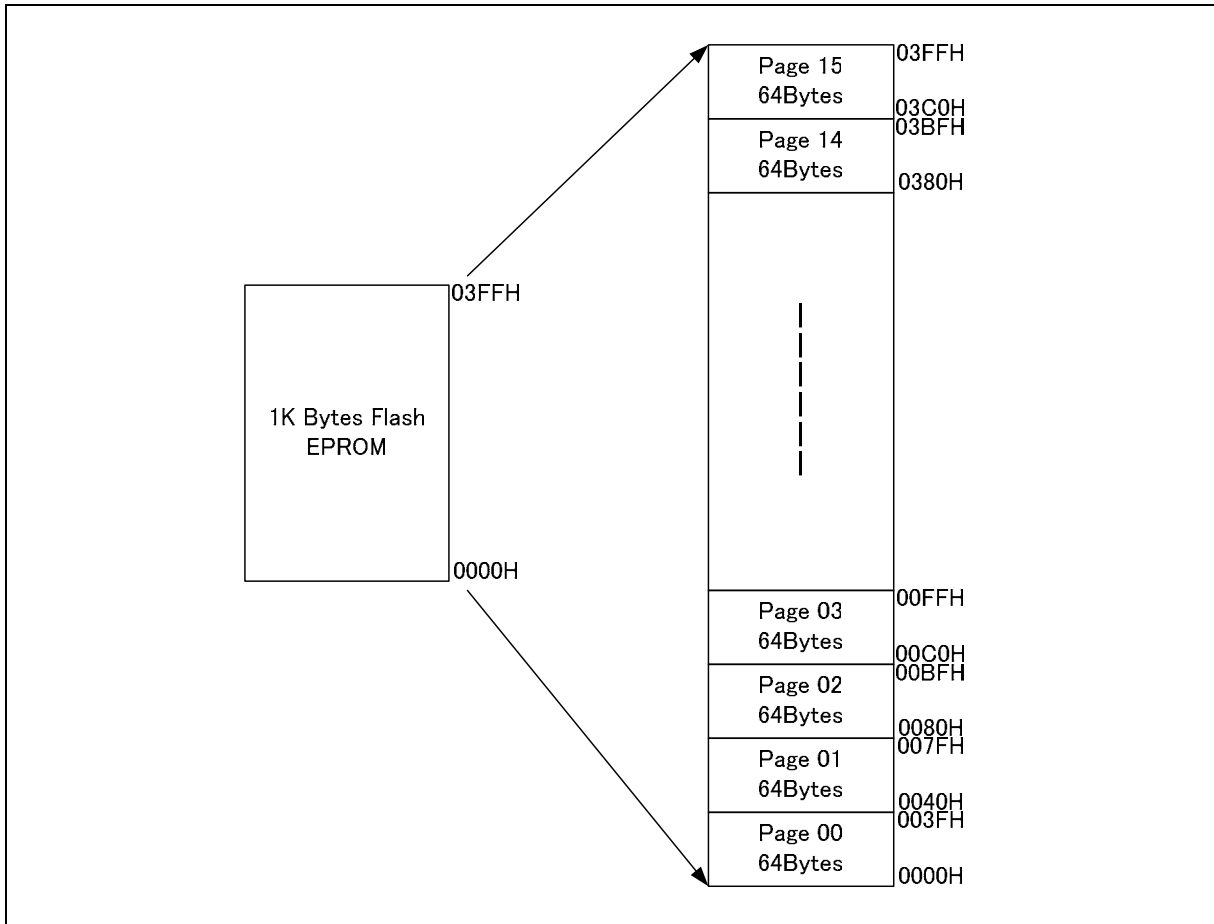 03FFH
1K Bytes Flash
EPROM
0000H
Page 15
64Bytes
03FFH
03C0H
Page 14
64Bytes
03BFH
0380H
Page 03
64Bytes
00FFH
00C0H
Page 02
64Bytes
00BFH
0080H
Page 01
64Bytes
007FH
0040H
Page 00
64Bytes
003FH
0000H